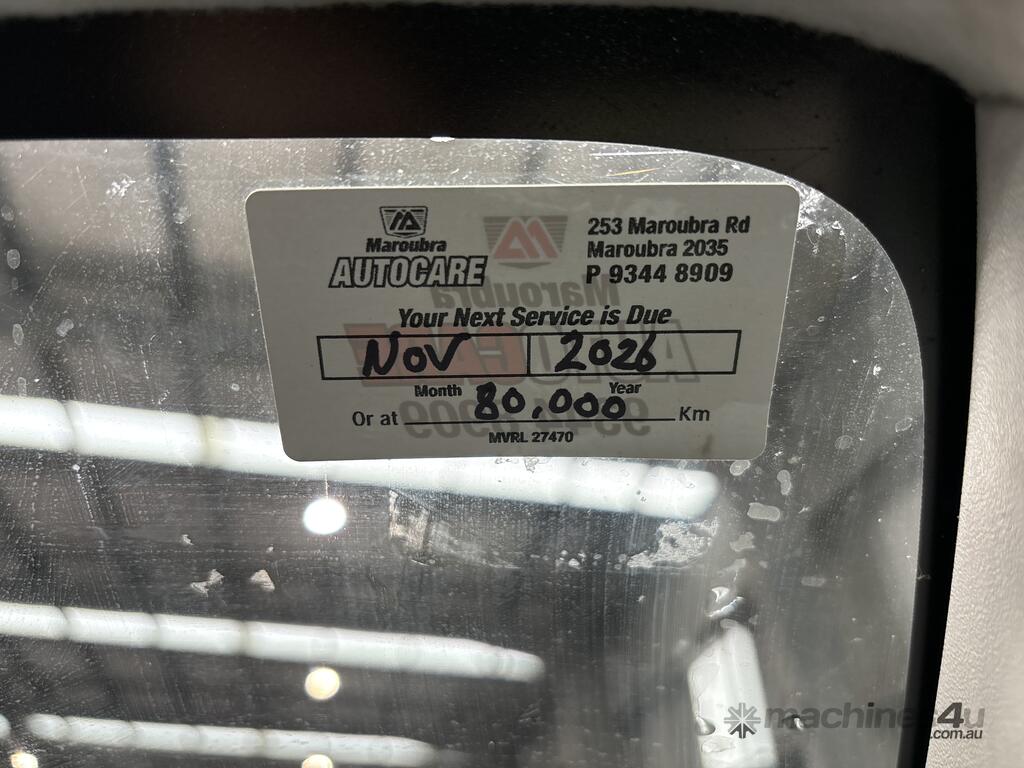 Maroubra
AUTOCARE
253 Maroubra Rd
Maroubra 2035
P 9344 8909
Your Next Service is Due
Nov 2026
Month Year
Or at 80,000 Km
MVRL 27470
machines4u
.com.au